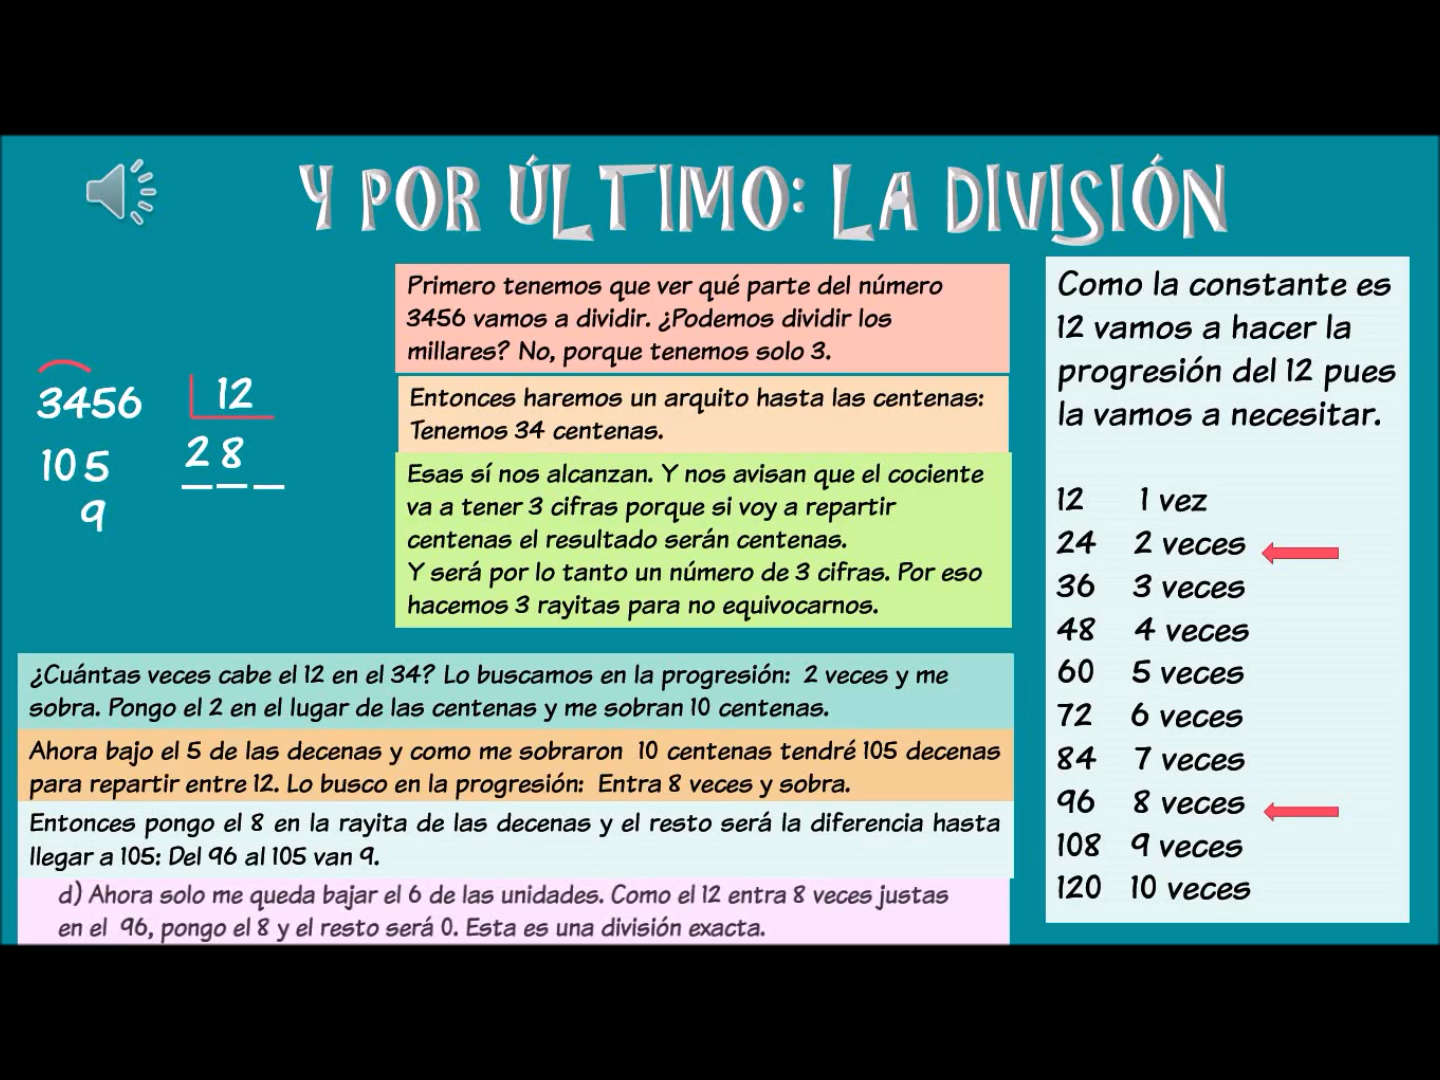 Y POR ÚLTIMO: LA DIVISIÓN
3456 12
105 28
9
Primero tenemos que ver qué parte del número
3456 vamos a dividir. ¿Podemos dividir los
millares? No, porque tenemos solo 3.
Entonces haremos un arquito hasta las centenas:
Tenemos 34 centenas.
Esas sí nos alcanzan. Y nos avisan que el cociente
va a tener 3 cifras porque si voy a repartir
centenas el resultado serán centenas.
Y será por lo tanto un número de 3 cifras. Por eso
hacemos 3 rayitas para no equivocarnos.
¿Cuántas veces cabe el 12 en el 34? Lo buscamos en la progresión: 2 veces y me
sobra. Pongo el 2 en el lugar de las centenas y me sobran 10 centenas.
Ahora bajo el 5 de las decenas y como me sobraron 10 centenas tendré 105 decenas
para repartir entre 12. Lo busco en la progresión: Entra 8 veces y sobra.
Entonces pongo el 8 en la rayita de las decenas y el resto será la diferencia hasta
llegar a 105: Del 96 al 105 van 9.
d) Ahora solo me queda bajar el 6 de las unidades. Como el 12 entra 8 veces justas
en el 96, pongo el 8 y el resto será 0. Esta es una división exacta.
Como la constante es
12 vamos a hacer la
progresión del 12 pues
la vamos a necesitar.
12 1 vez
24 2 veces
36 3 veces
48 4 veces
60 5 veces
72 6 veces
84 7 veces
96 8 veces
108 9 veces
120 10 veces